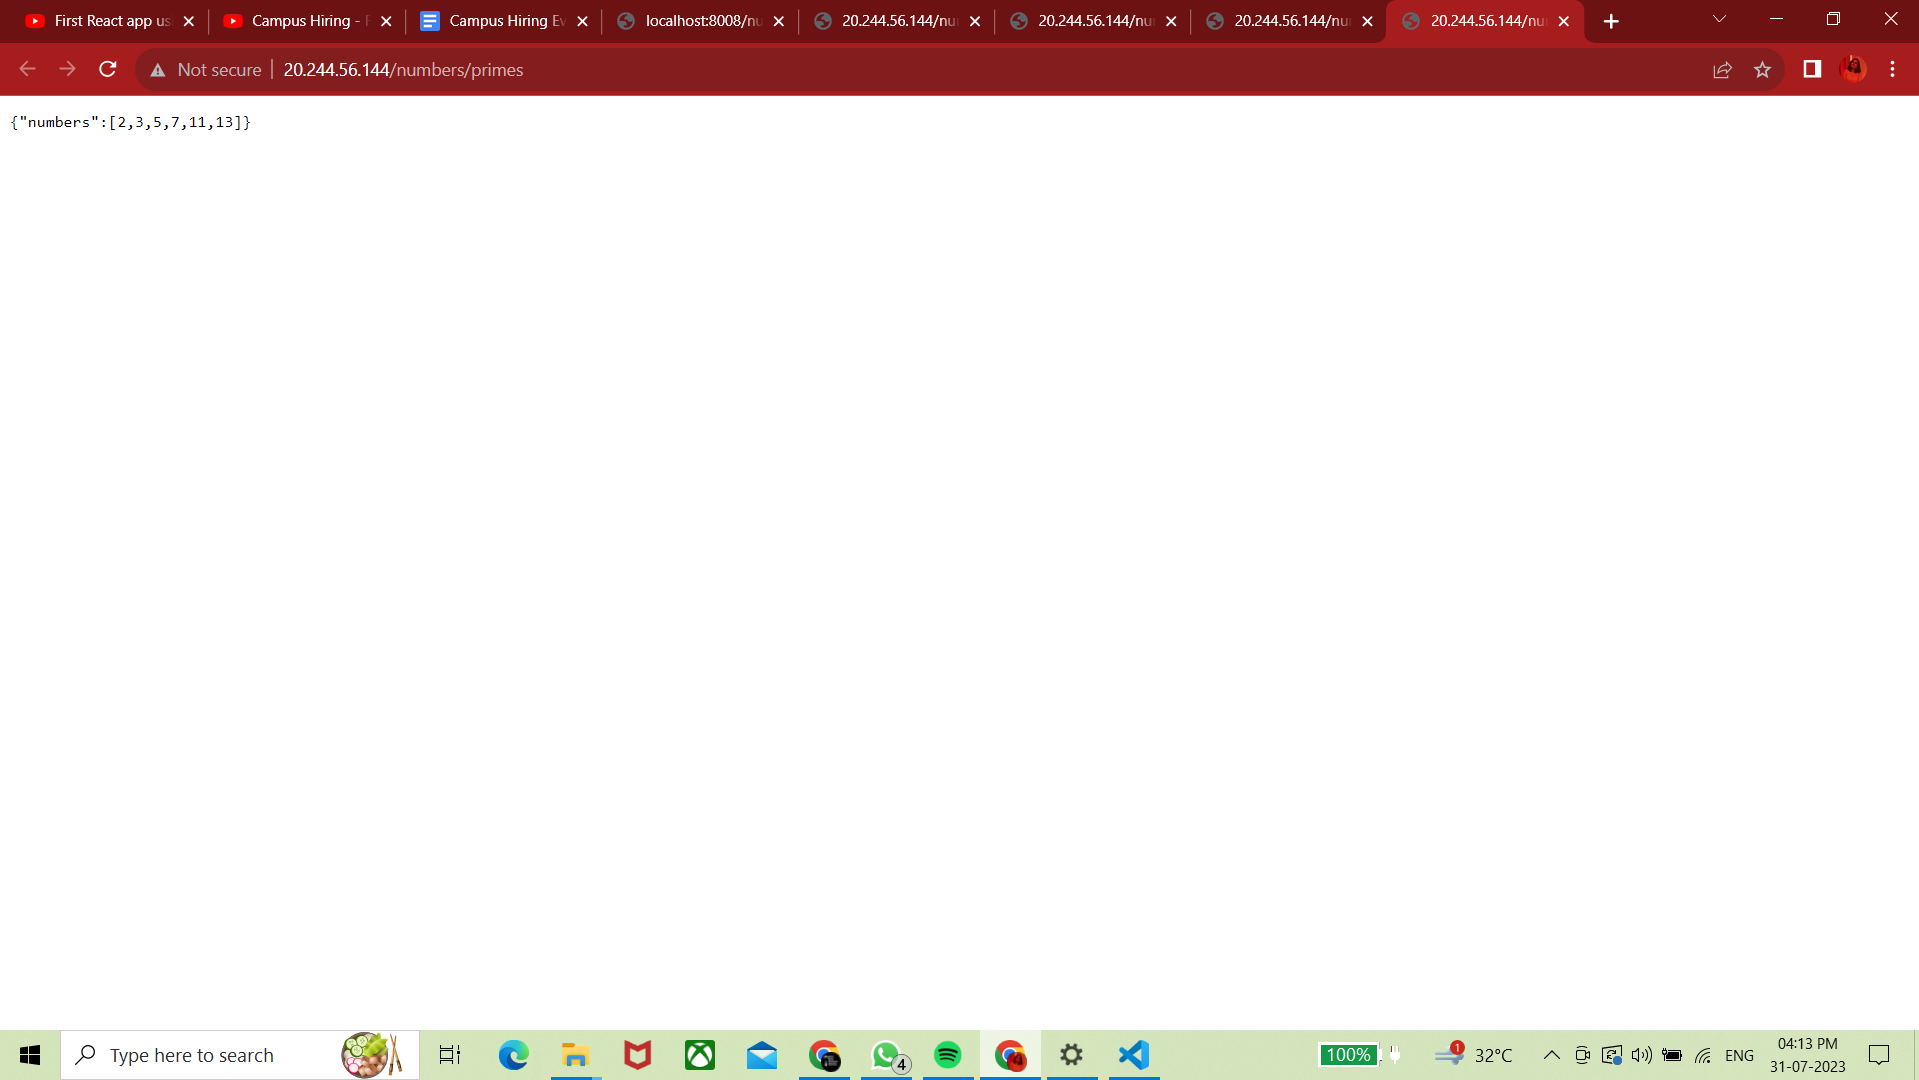 First React app us
Campus Hiring - F
Campus Hiring Ev
localhost:8008/nu
20.244.56.144/nu
20.244.56.144/nu
20.244.56.144/nu
20.244.56.144/nu
Not secure
20.244.56.144/numbers/primes
{"numbers":[2,3,5,7,11,13]}
Type here to search
4
100%
1
32°C
ENG
04:13 PM
31-07-2023